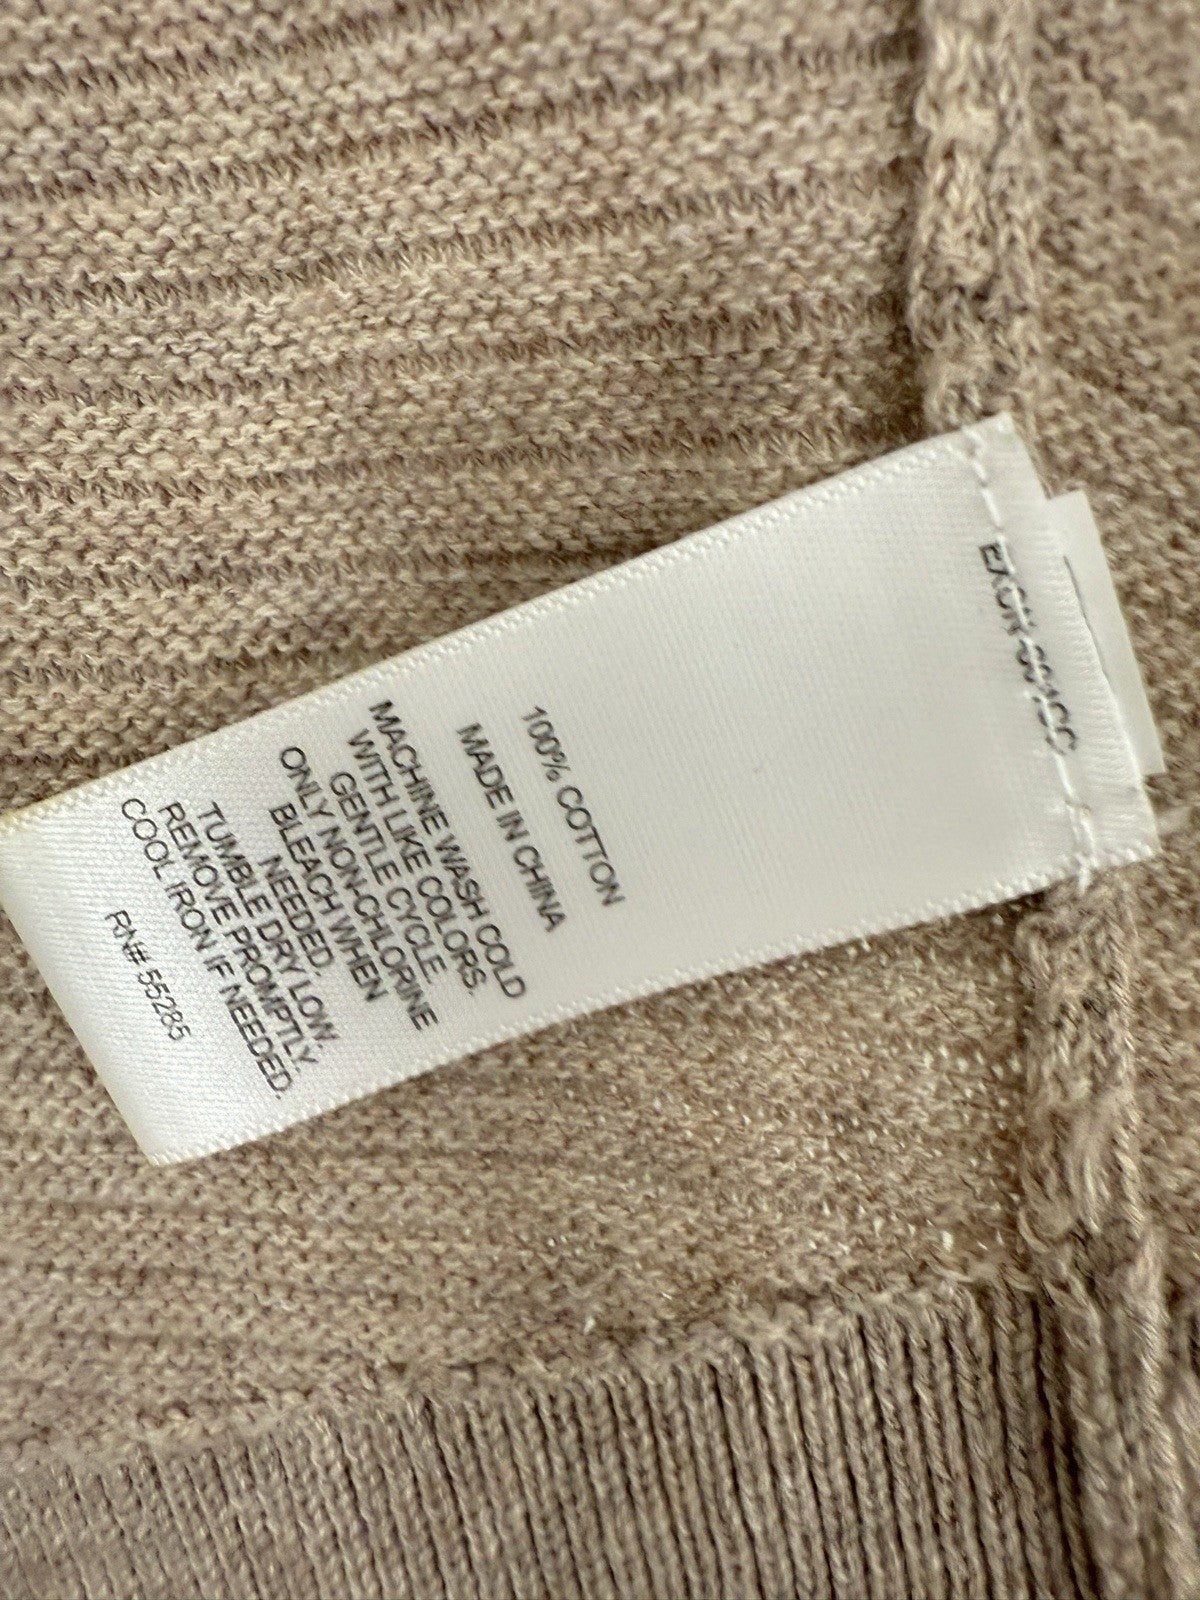 100% COTTON
MADE IN CHINA
MACHINE WASH COLD
WITH LIKE COLORS.
GENTLE CYCLE.
ONLY NON-CHLORINE
BLEACH WHEN
NEEDED.
TUMBLE DRY LOW.
REMOVE PROMPTLY.
COOL IRON IF NEEDED.
RN# 55285